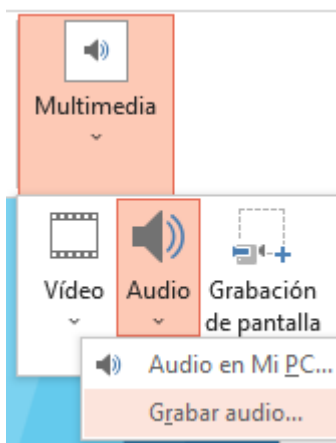 Multimedia
Vídeo Audio Grabación
de pantalla
Audio en Mi PC...
Grabar audio...